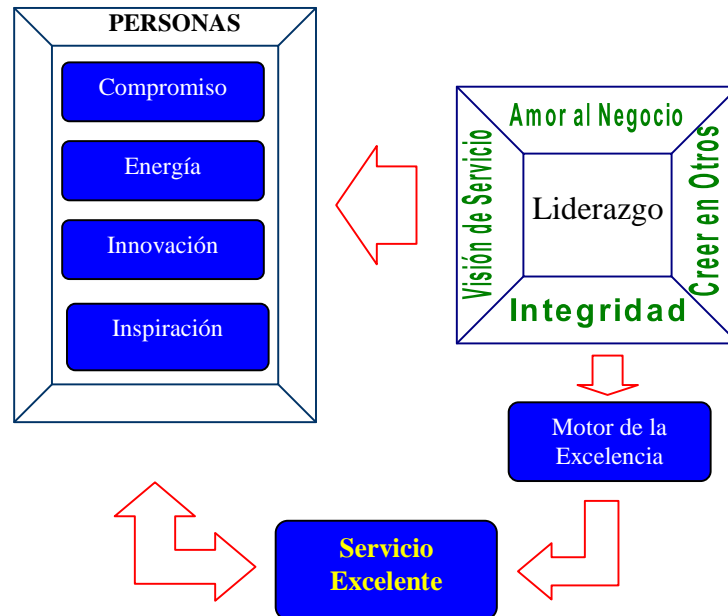 PERSONAS
Compromiso
Energía
Innovación
Inspiración
Amor al Negocio
Visión de Servicio
Liderazgo
Creer en Otros
Integridad
Motor de la
Excelencia
Servicio
Excelente